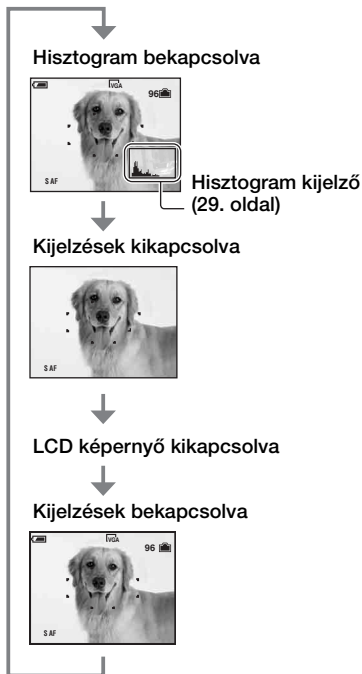 Hisztogram bekapcsolva
VGA
96
S AF
Hisztogram kijelző
(29. oldal)
Kijelzések kikapcsolva
S AF
LCD képernyő kikapcsolva
Kijelzések bekapcsolva
VGA
96
S AF